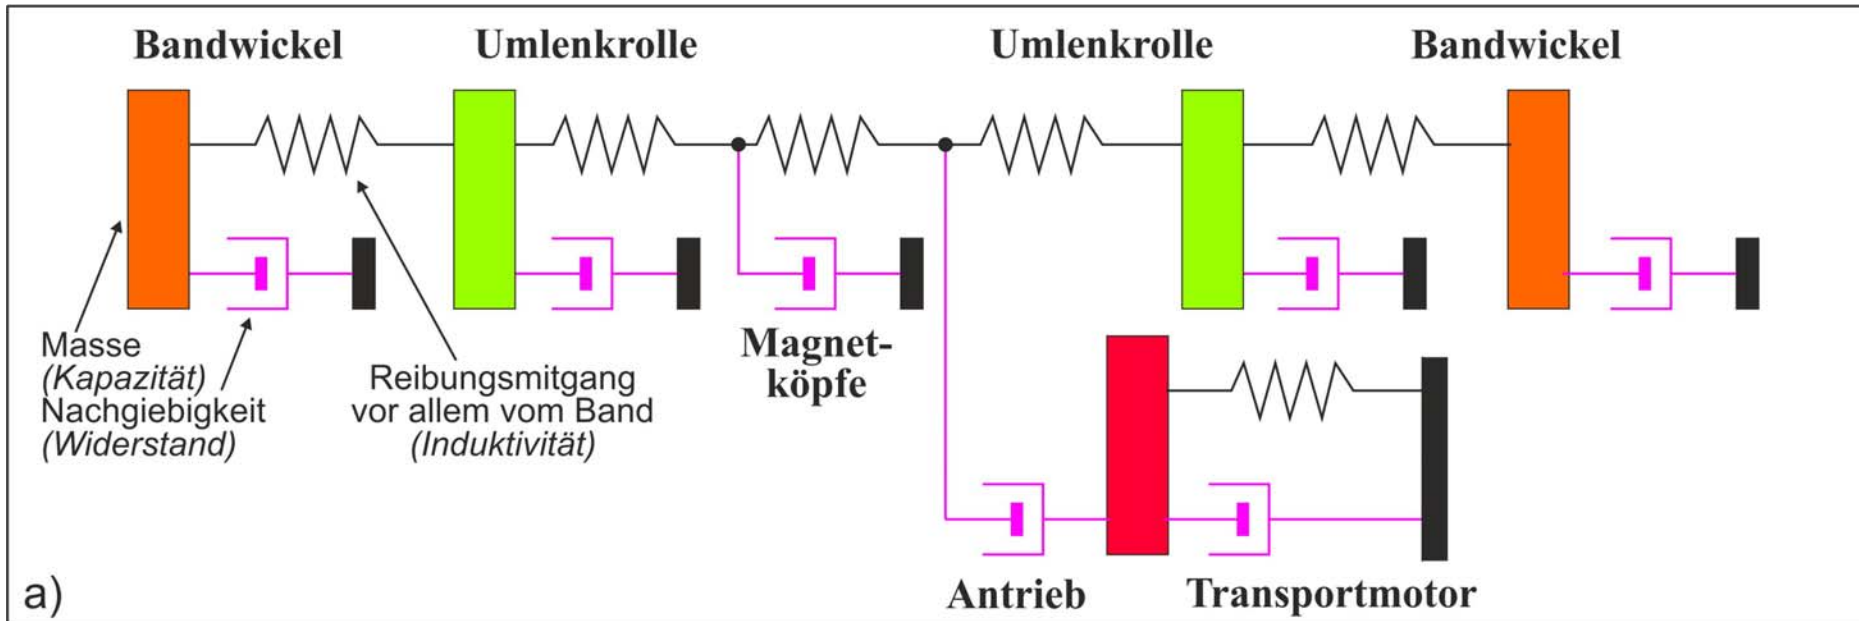 Bandwickel
Umlenkrolle
Umlenkrolle
Bandwickel
Masse
(Kapazität)
Nachgiebigkeit
(Widerstand)
Reibungsmitgang
vor allem vom Band
(Induktivität)
Magnet-
köpfe
Antrieb
Transportmotor
a)